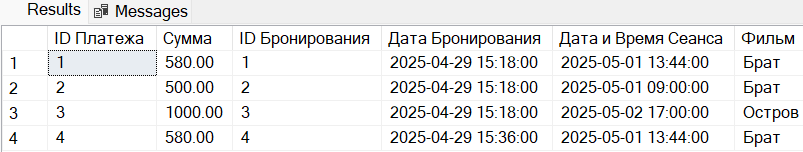 Results Messages
ID Платежа Сумма ID Бронирования Дата Бронирования Дата и Время Сеанса Фильм
1 1 580.00 1 2025-04-29 15:18:00 2025-05-01 13:44:00 Брат
2 2 500.00 2 2025-04-29 15:18:00 2025-05-01 09:00:00 Брат
3 3 1000.00 3 2025-04-29 15:18:00 2025-05-02 17:00:00 Остров
4 4 580.00 4 2025-04-29 15:36:00 2025-05-01 13:44:00 Брат